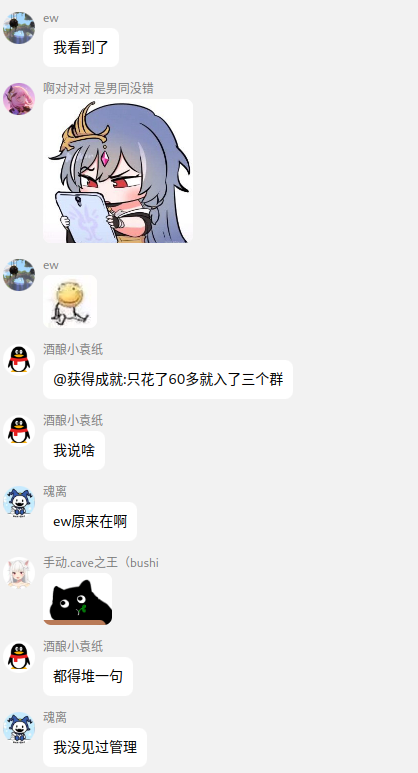 ew
我看到了
啊对对对 是男同没错
ew
酒酿小袁纸
@获得成就:只花了60多就入了三个群
酒酿小袁纸
我说啥
魂离
ew原来在啊
手动.cave之王（bushi
酒酿小袁纸
都得堆一句
魂离
我没见过管理